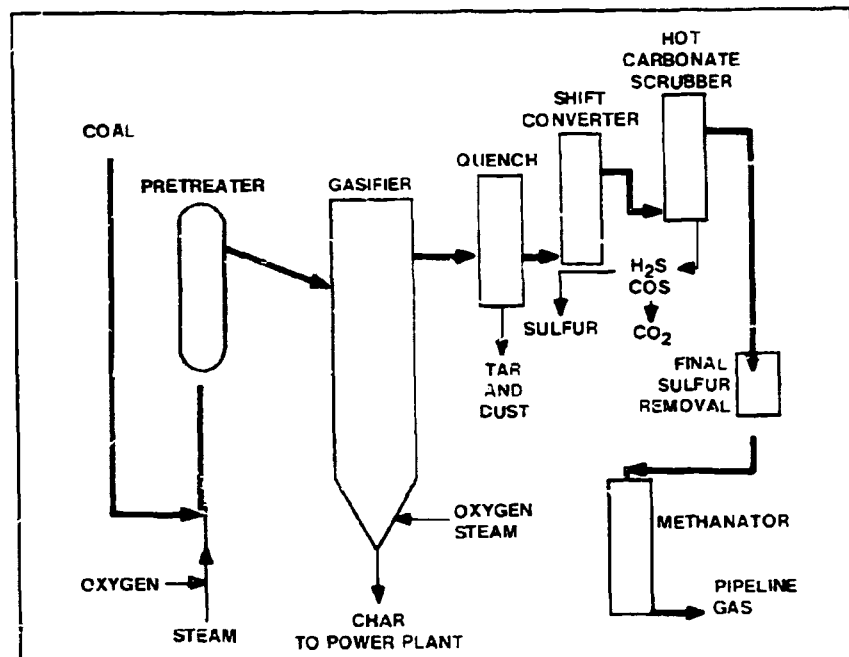 HOT
CARBONATE
SCRUBBER
SHIFT
CONVERTER
COAL
QUENCH
PRETREATER
GASIFIER
H₂S
COS
SULFUR
CO₂
TAR
AND
DUST
FINAL
SULFUR
REMOVAL
OXYGEN
STEAM
METHANATOR
OXYGEN
PIPELINE
GAS
STEAM
CHAR
TO POWER PLANT